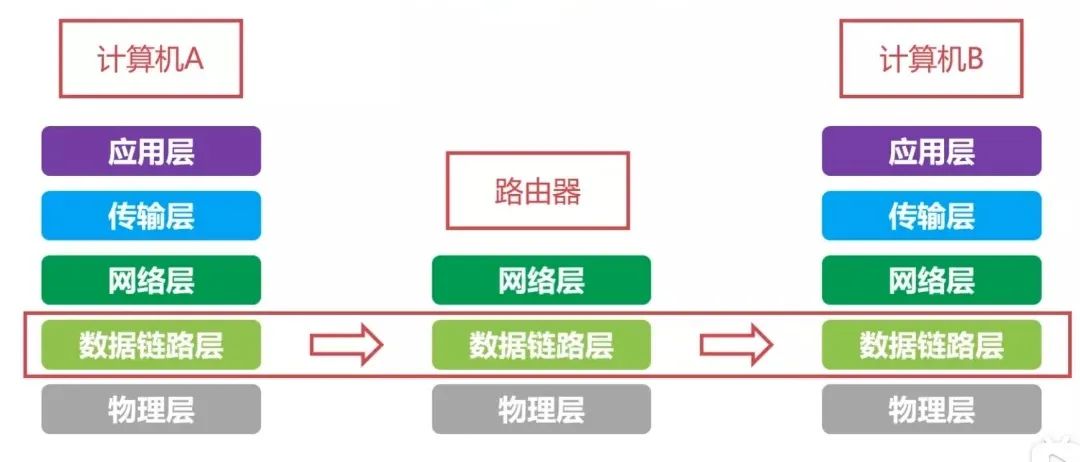 计算机A
计算机B
应用层
应用层
路由器
传输层
传输层
网络层
网络层
网络层
数据链路层
数据链路层
数据链路层
物理层
物理层
物理层